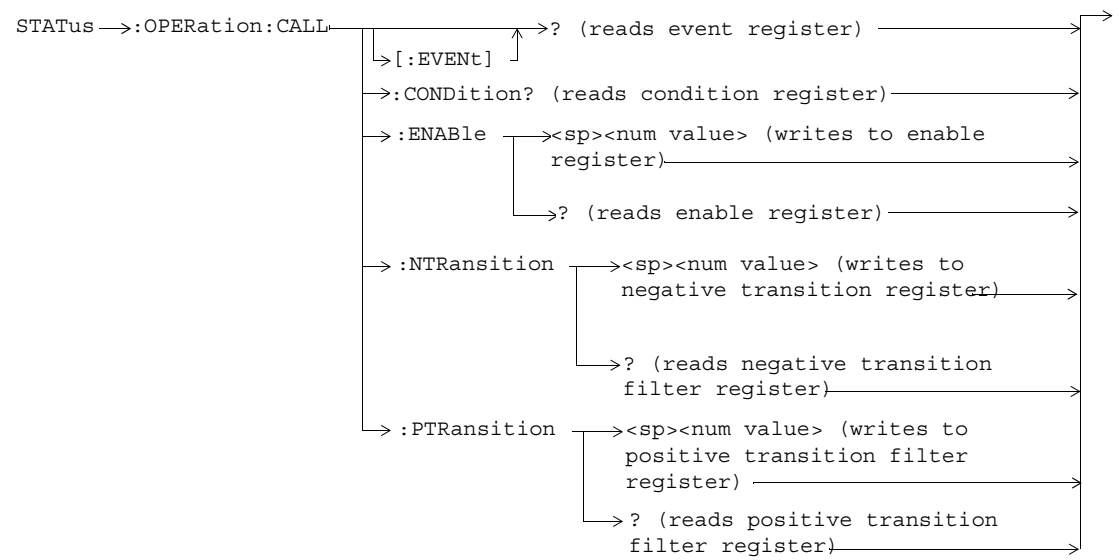 STATus :OPERation:CALL ? (reads event register)
[:EVENt]
:CONDition? (reads condition register)
:ENABle <sp><num value> (writes to enable
register)
? (reads enable register)
:NTRansition <sp><num value> (writes to
negative transition register)
? (reads negative transition
filter register)
:PTRansition <sp><num value> (writes to
positive transition filter
register)
? (reads positive transition
filter register)